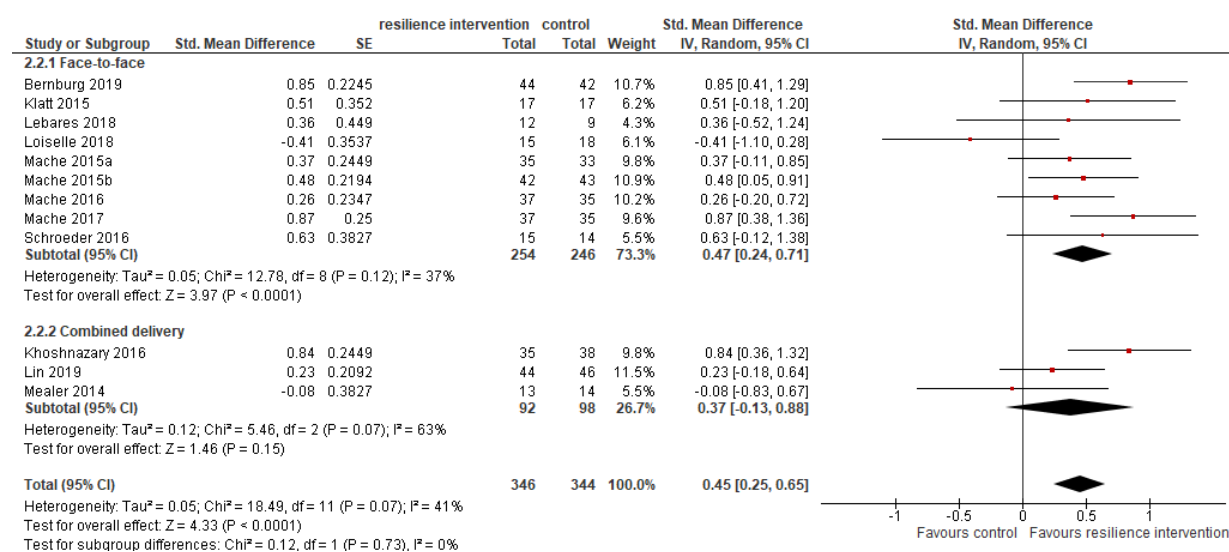 resilience intervention control Std. Mean Difference Std. Mean Difference
Study or Subgroup Std. Mean Difference SE Total Total Weight IV, Random, 95% CI IV, Random, 95% CI
2.2.1 Face-to-face
Bernburg 2019 0.85 0.2245 44 42 10.7% 0.85 [0.41, 1.29]
Klatt 2015 0.51 0.352 17 17 6.2% 0.51 [-0.18, 1.20]
Lebares 2018 0.36 0.449 12 9 4.3% 0.36 [-0.52, 1.24]
Loiselle 2018 -0.41 0.3537 15 18 6.1% -0.41 [-1.10, 0.28]
Mache 2015a 0.37 0.2449 35 33 9.8% 0.37 [-0.11, 0.85]
Mache 2015b 0.48 0.2194 42 43 10.9% 0.48 [0.05, 0.91]
Mache 2016 0.26 0.2347 37 35 10.2% 0.26 [-0.20, 0.72]
Mache 2017 0.87 0.25 37 35 9.6% 0.87 [0.38, 1.36]
Schroeder 2016 0.63 0.3827 15 14 5.5% 0.63 [-0.12, 1.38]
Subtotal (95% CI) 254 246 73.3% 0.47 [0.24, 0.71]
Heterogeneity: Tau² = 0.05; Chi² = 12.78, df = 8 (P = 0.12); I² = 37%
Test for overall effect: Z = 3.97 (P < 0.0001)
2.2.2 Combined delivery
Khoshnazary 2016 0.84 0.2449 35 38 9.8% 0.84 [0.36, 1.32]
Lin 2019 0.23 0.2092 44 46 11.5% 0.23 [-0.18, 0.64]
Mealer 2014 -0.08 0.3827 13 14 5.5% -0.08 [-0.83, 0.67]
Subtotal (95% CI) 92 98 26.7% 0.37 [-0.13, 0.88]
Heterogeneity: Tau² = 0.12; Chi² = 5.46, df = 2 (P = 0.07); I² = 63%
Test for overall effect: Z = 1.46 (P = 0.15)
Total (95% CI) 346 344 100.0% 0.45 [0.25, 0.65]
Heterogeneity: Tau² = 0.05; Chi² = 18.49, df = 11 (P = 0.07); I² = 41%
Test for overall effect: Z = 4.33 (P < 0.0001)
Test for subgroup differences: Chi² = 0.12, df = 1 (P = 0.73), I² = 0%
-1 -0.5 0 0.5 1
Favours control Favours resilience intervention